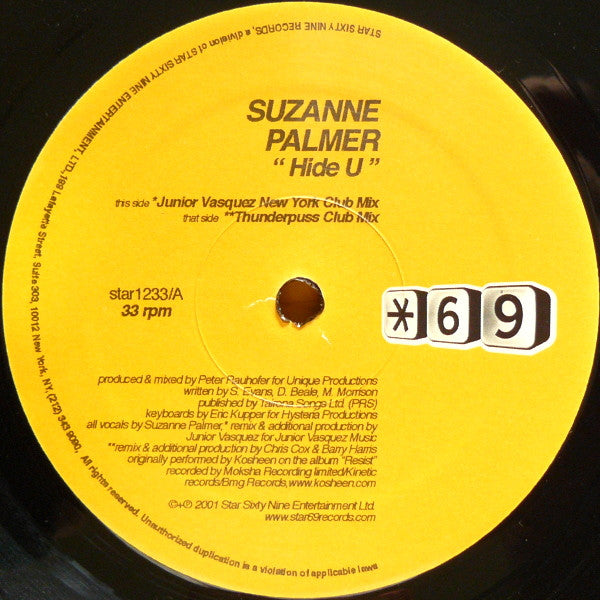 SUZANNE
PALMER
“ Hide U ”
this side *Junior Vasquez New York Club Mix
that side **Thunderpuss Club Mix
star1233/A
33 rpm
*69
produced & mixed by Peter Rauhofer for Unique Productions
written by S. Evans, D. Beale, M. Morrison
published by Tairona Songs Ltd. (PRS)
keyboards by Eric Kupper for Hysteria Productions
all vocals by Suzanne Palmer,* remix & additional production by
Junior Vasquez for Junior Vasquez Music
**remix & additional production by Chris Cox & Barry Harris
originally performed by Kosheen on the album "Resist"
recorded by Moksha Recording limited/Kinetic
records/Bmg Records,www.kosheen.com
©+℗ 2001 Star Sixty Nine Entertainment Ltd.
www.star69records.com
STAR SIXTY NINE RECORDS, a division of STAR SIXTY NINE ENTERTAINMENT, LTD, 199 Lafayette Street, Suite 303, 10012 New York, NY, (212) 343 9090, All rights reserved. Unauthorized duplication is a violation of applicable laws